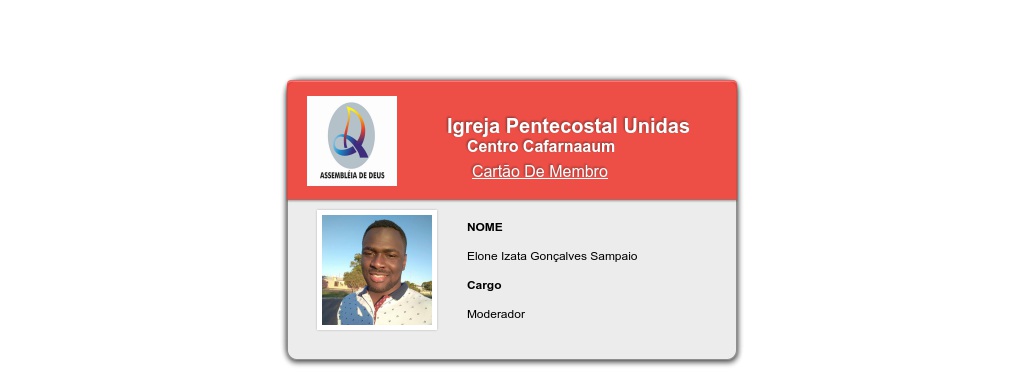 Igreja Pentecostal Unidas
Centro Cafarnaaum
Cartão De Membro
ASSEMBLÉIA DE DEUS
NOME
Elone Izata Gonçalves Sampaio
Cargo
Moderador